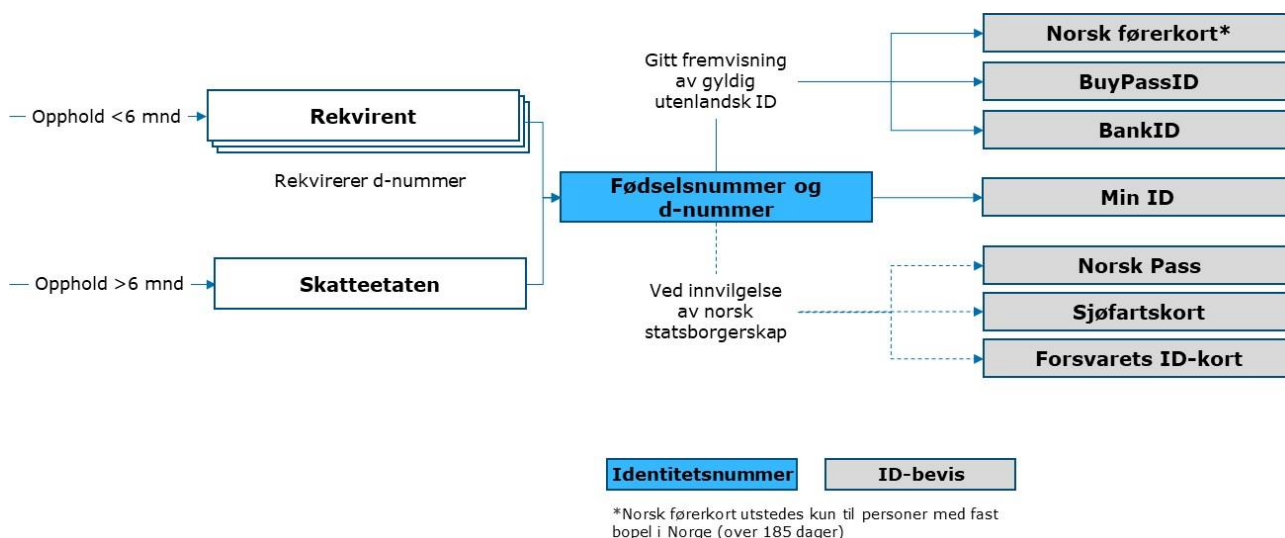 Opphold <6 mnd
Rekvirent
Rekvirerer d-nummer
Opphold >6 mnd
Skatteetaten
Fødselsnummer og
d-nummer
Gitt fremvisning
av gyldig
utenlandsk ID
Norsk førerkort*
BuyPassID
BankID
Min ID
Ved innvilgelse
av norsk
statsborgerskap
Norsk Pass
Sjøfartskort
Forsvarets ID-kort
Identitetsnummer
ID-bevis
*Norsk førerkort utstedes kun til personer med fast
bopel i Norge (over 185 dager)